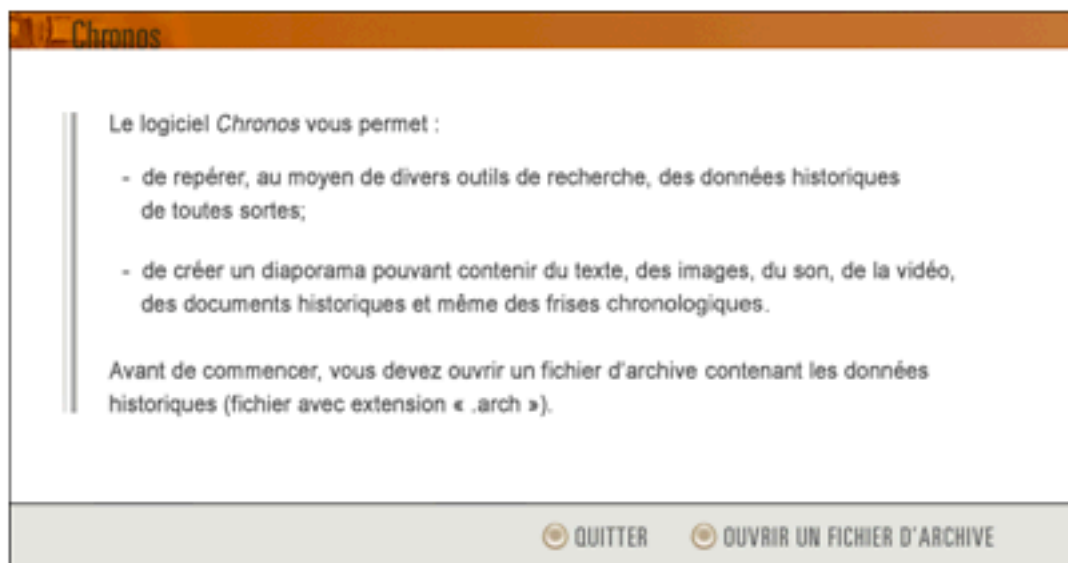 Chronos
Le logiciel Chronos vous permet :
- de repérer, au moyen de divers outils de recherche, des données historiques
de toutes sortes;
- de créer un diaporama pouvant contenir du texte, des images, du son, de la vidéo,
des documents historiques et même des frises chronologiques.
Avant de commencer, vous devez ouvrir un fichier d'archive contenant les données
historiques (fichier avec extension « .arch »).
QUITTER OUVRIR UN FICHIER D'ARCHIVE